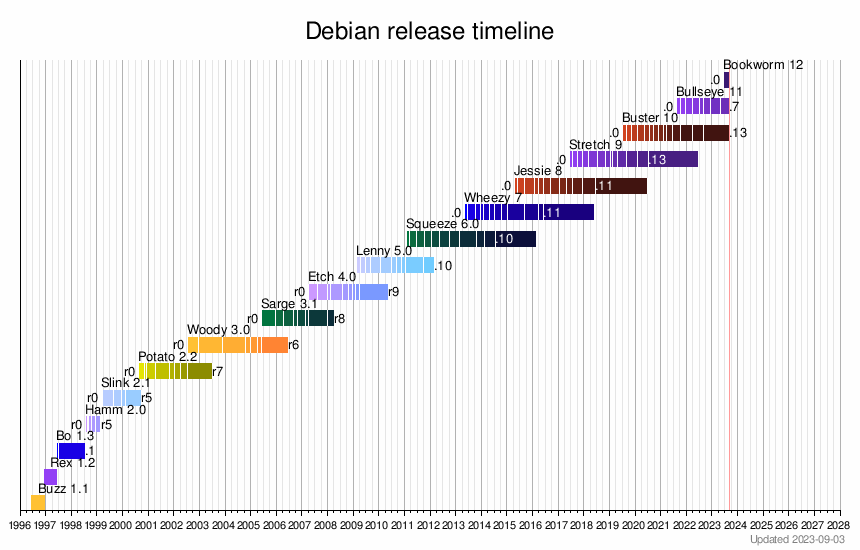 Debian release timeline
Bookworm 12
.0
Bullseye 11
.0 .7
Buster 10
.0 .13
Stretch 9
.0 .13
Jessie 8
.0 .11
Wheezy 7
.0 .11
Squeeze 6.0
.10
Lenny 5.0
.10
Etch 4.0
r0 r9
Sarge 3.1
r0 r8
Woody 3.0
r0 r6
Potato 2.2
r0 r7
Slink 2.1
r0 r5
Hamm 2.0
r0 r5
Bo 1.3
.1
Rex 1.2
Buzz 1.1
1996 1997 1998 1999 2000 2001 2002 2003 2004 2005 2006 2007 2008 2009 2010 2011 2012 2013 2014 2015 2016 2017 2018 2019 2020 2021 2022 2023 2024 2025 2026 2027 2028
Updated 2023-09-03